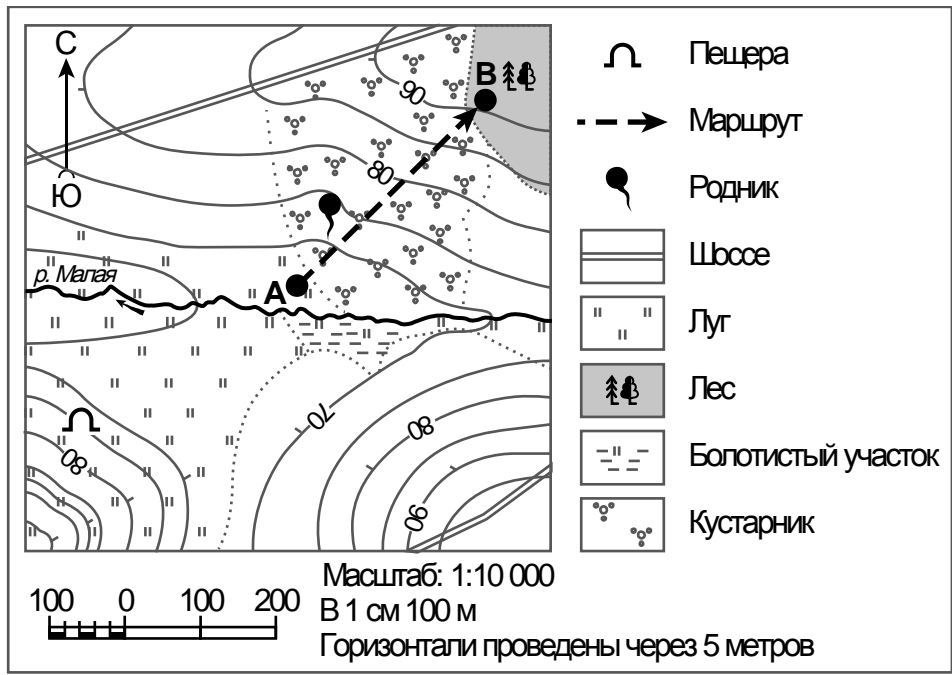 С
Ю
р. Малая
А
В
90
80
70
80
90
80
Пещера
Маршрут
Родник
Шоссе
Луг
Лес
Болотистый участок
Кустарник
100 0 100 200
Масштаб: 1:10 000
В 1 см 100 м
Горизонтали проведены через 5 метров